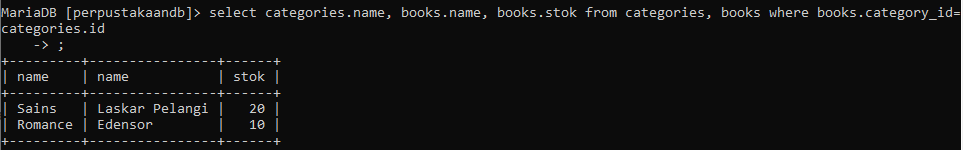 MariaDB [perpustakaandb]> select categories.name, books.name, books.stok from categories, books where books.category_id=
categories.id
    -> ;
+---------+----------------+------+
| name    | name           | stok |
+---------+----------------+------+
| Sains   | Laskar Pelangi |   20 |
| Romance | Edensor        |   10 |
+---------+----------------+------+